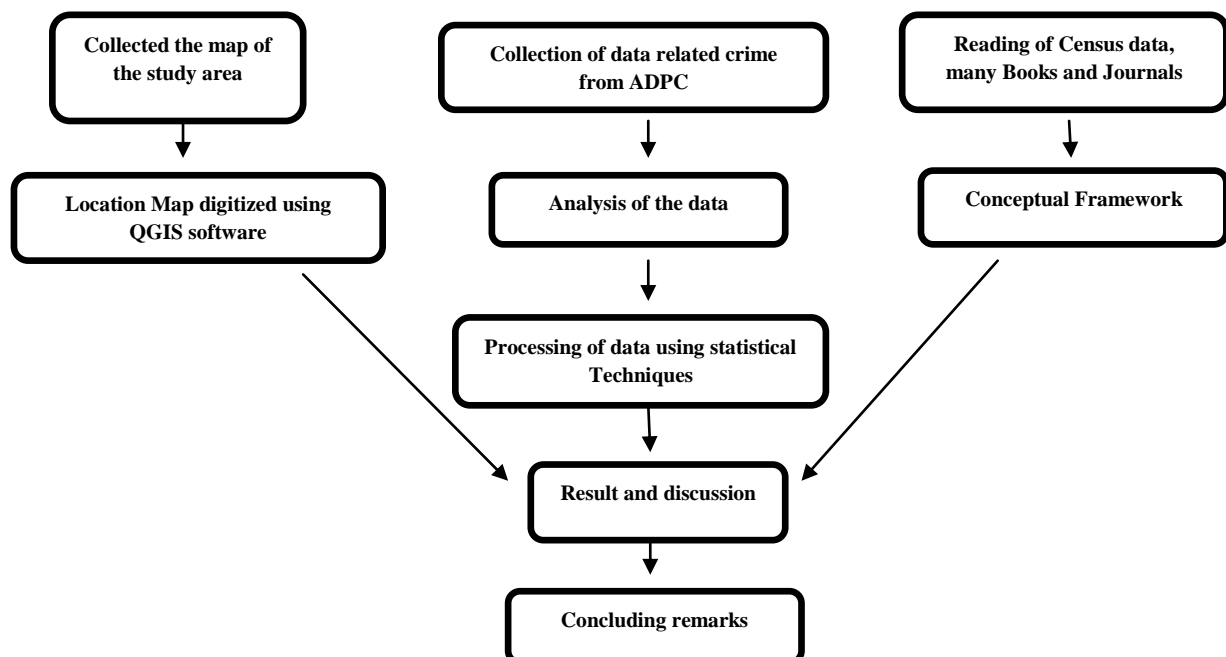 Collected the map of
the study area
Collection of data related crime
from ADPC
Reading of Census data,
many Books and Journals
Location Map digitized using
QGIS software
Analysis of the data
Conceptual Framework
Processing of data using statistical
Techniques
Result and discussion
Concluding remarks